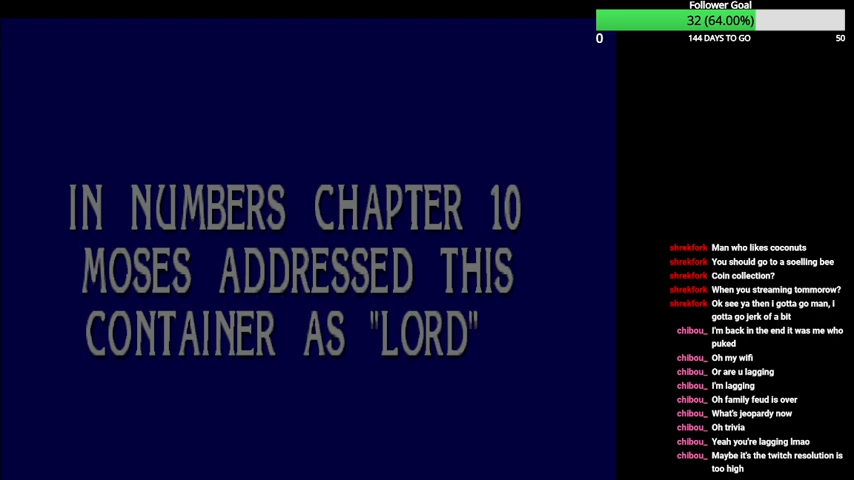 Follower Goal
32 (64.00%)
0
144 DAYS TO GO
50
IN NUMBERS CHAPTER 10
MOSES ADDRESSED THIS
CONTAINER AS "LORD"
shrekfork Man who likes coconuts
shrekfork You should go to a soelling bee
shrekfork Coin collection?
shrekfork When you streaming tommorow?
shrekfork Ok see ya then i gotta go man, i
gotta go jerk of a bit
chibou_ I'm back in the end it was me who
puked
chibou_ Oh my wifi
chibou_ Or are u lagging
chibou_ I'm lagging
chibou_ Oh family feud is over
chibou_ What's jeopardy now
chibou_ Oh trivia
chibou_ Yeah you're lagging lmao
chibou_ Maybe it's the twitch resolution is
too high